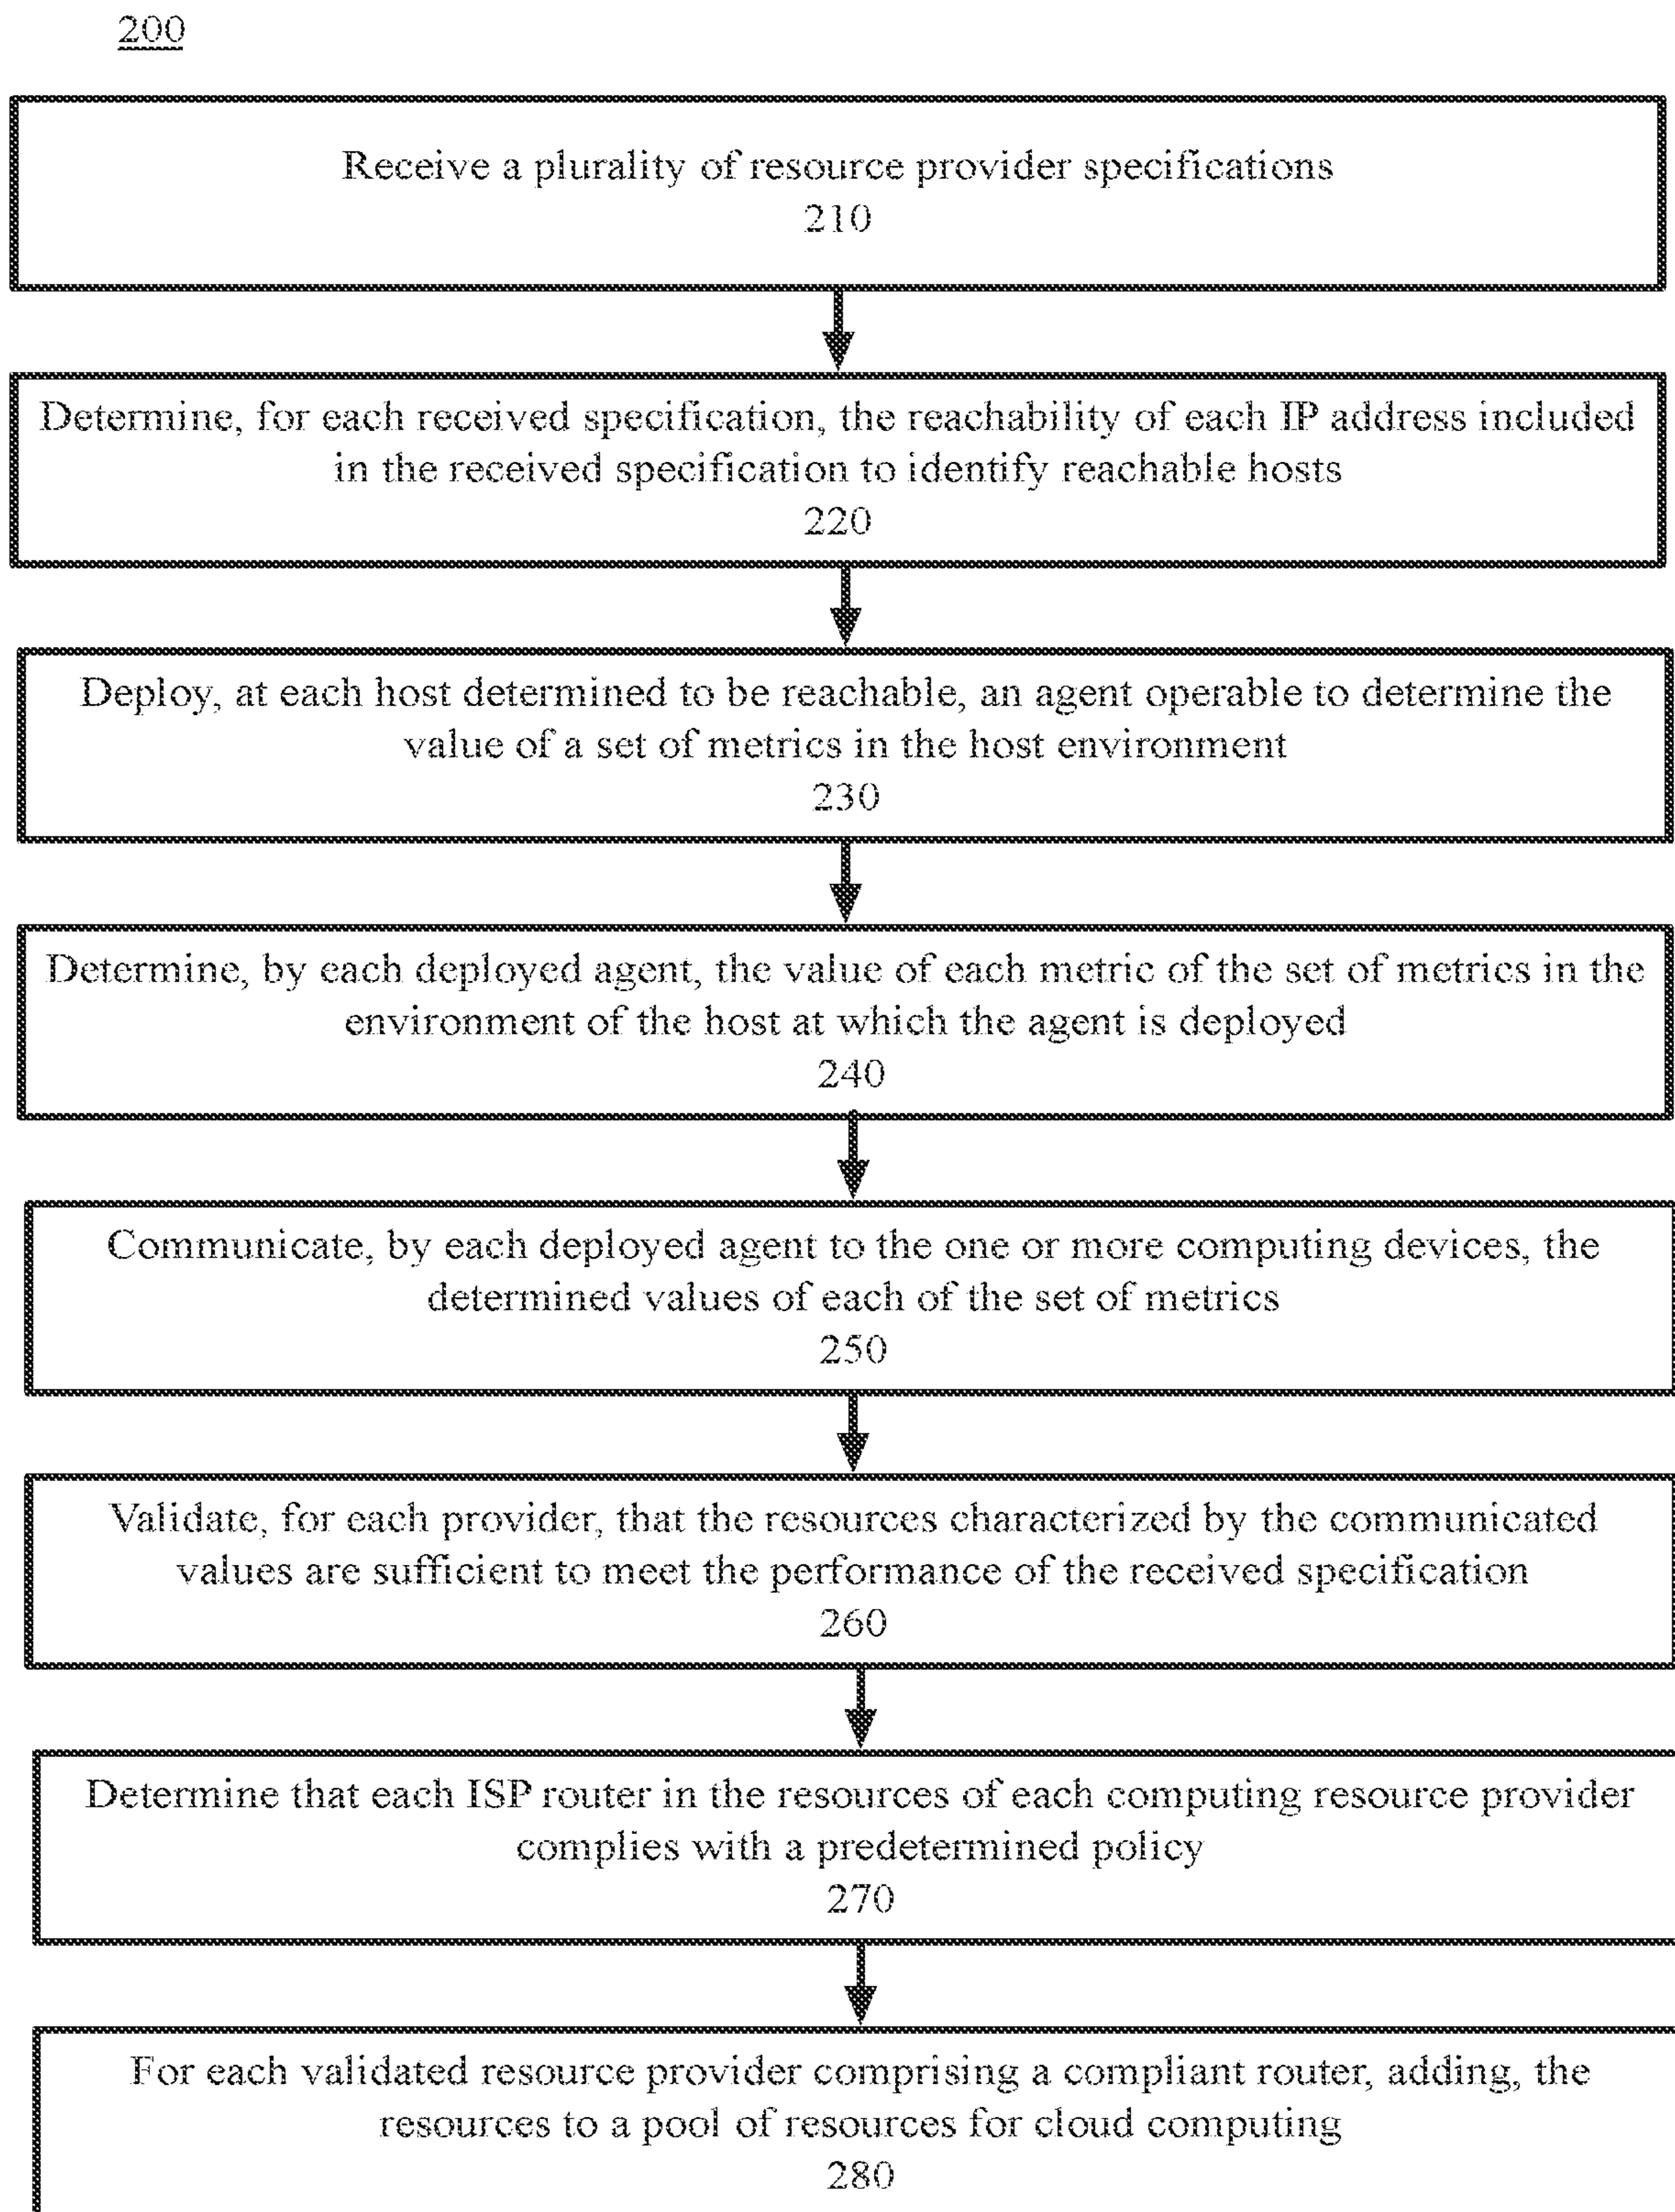 200
Receive a plurality of resource provider specifications
210
Determine, for each received specification, the reachability of each IP address included
in the received specification to identify reachable hosts
220
Deploy, at each host determined to be reachable, an agent operable to determine the
value of a set of metrics in the host environment
230
Determine, by each deployed agent, the value of each metric of the set of metrics in the
environment of the host at which the agent is deployed
240
Communicate, by each deployed agent to the one or more computing devices, the
determined values of each of the set of metrics
250
Validate, for each provider, that the resources characterized by the communicated
values are sufficient to meet the performance of the received specification
260
Determine that each ISP router in the resources of each computing resource provider
complies with a predetermined policy
270
For each validated resource provider comprising a compliant router, adding, the
resources to a pool of resources for cloud computing
280